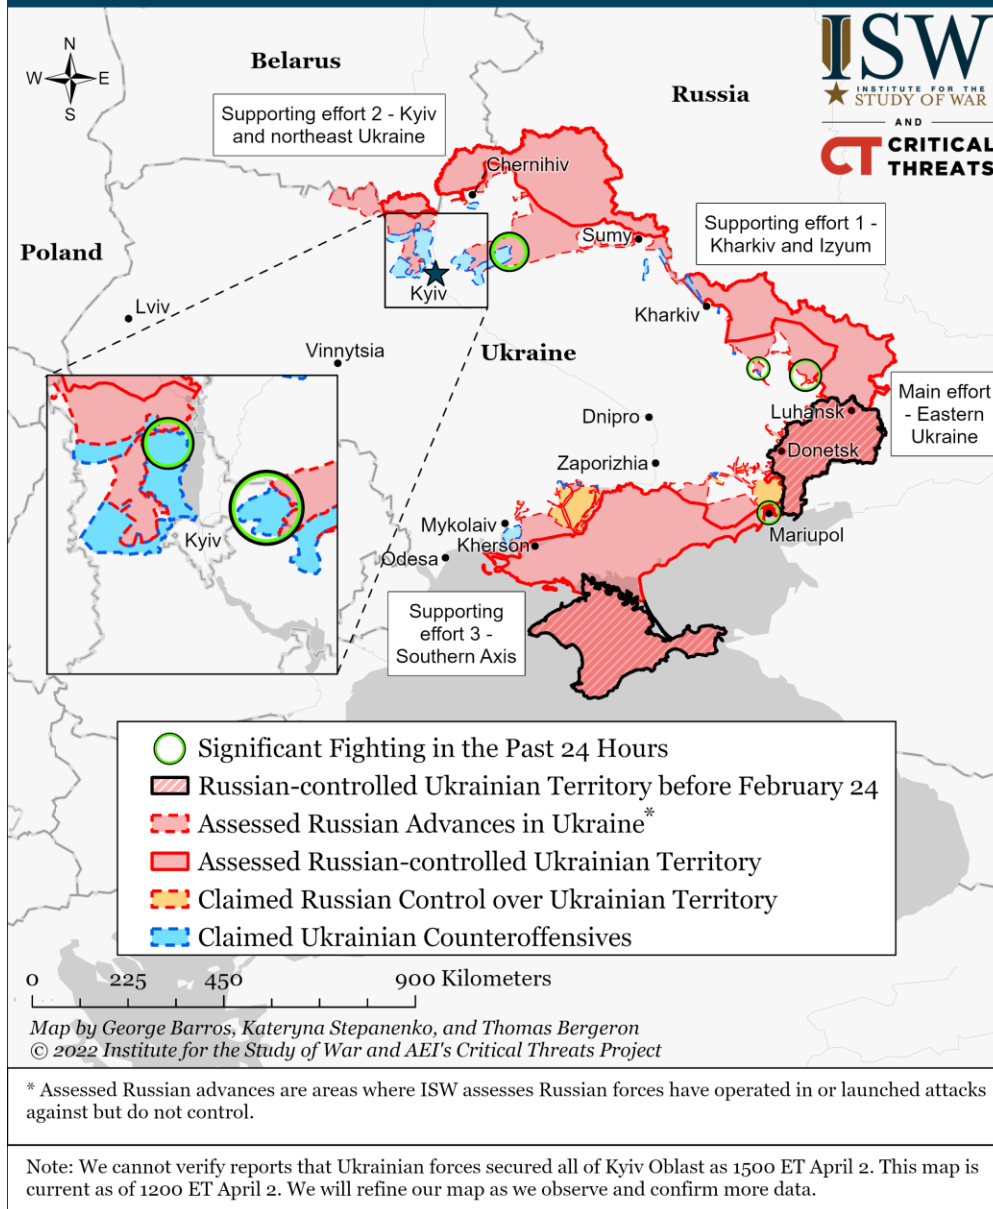 N
W
E
S
Belarus
Russia
ISW
INSTITUTE FOR THE
STUDY OF WAR
AND
CT CRITICAL
THREATS
Supporting effort 2 - Kyiv
and northeast Ukraine
Chernihiv
Supporting effort 1 -
Kharkiv and Izyum
Poland
Sumy
Kyiv
Lviv
Kharkiv
Vinnytsia
Ukraine
Main effort
- Eastern
Ukraine
Luhansk
Dnipro
Donetsk
Zaporizhia
Mykolaiv
Kherson
Mariupol
Odesa
Kyiv
Supporting
effort 3 -
Southern Axis
Significant Fighting in the Past 24 Hours
Russian-controlled Ukrainian Territory before February 24
Assessed Russian Advances in Ukraine*
Assessed Russian-controlled Ukrainian Territory
Claimed Russian Control over Ukrainian Territory
Claimed Ukrainian Counteroffensives
0 225 450 900 Kilometers
Map by George Barros, Kateryna Stepanenko, and Thomas Bergeron
© 2022 Institute for the Study of War and AEI's Critical Threats Project
* Assessed Russian advances are areas where ISW assesses Russian forces have operated in or launched attacks
against but do not control.
Note: We cannot verify reports that Ukrainian forces secured all of Kyiv Oblast as 1500 ET April 2. This map is
current as of 1200 ET April 2. We will refine our map as we observe and confirm more data.